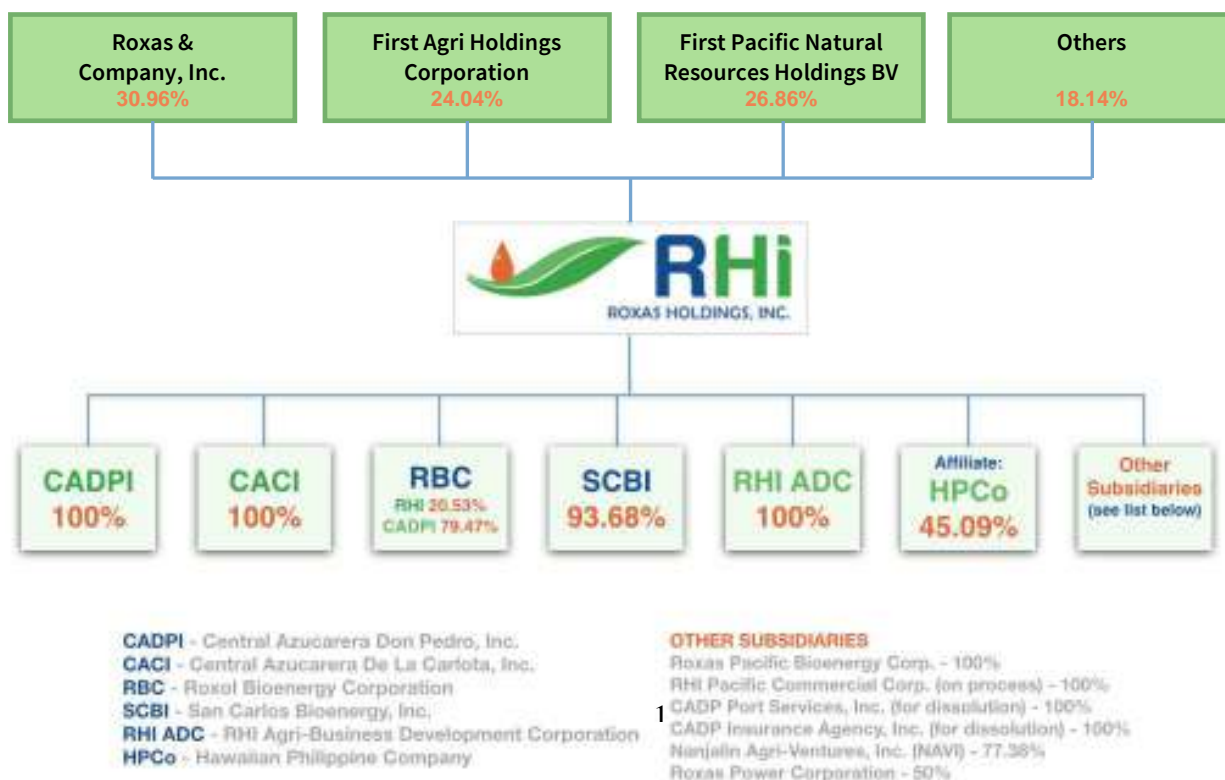 Roxas &
Company, Inc.
30.96%
First Agri Holdings
Corporation
24.04%
First Pacific Natural
Resources Holdings BV
26.86%
Others
18.14%
RHi
ROXAS HOLDINGS, INC.
CADPI
100%
CACI
100%
RBC
RHI 20.53%
CADPI 79.47%
SCBI
93.68%
RHI ADC
100%
Affiliate:
HPCo
45.09%
Other
Subsidiaries
(see list below)
CADPI - Central Azucarera Don Pedro, Inc.
CACI - Central Azucarera De La Carlota, Inc.
RBC - Roxol Bioenergy Corporation
SCBI - San Carlos Bioenergy, Inc.
RHI ADC - RHI Agri-Business Development Corporation
HPCo - Hawaiian Philippine Company
1
OTHER SUBSIDIARIES
Roxas Pacific Bioenergy Corp. - 100%
RHI Pacific Commercial Corp. (on process) - 100%
CADP Port Services, Inc. (for dissolution) - 100%
CADP Insurance Agency, Inc. (for dissolution) - 100%
Nanjalin Agri-Ventures, Inc. (NAVI) - 77.38%
Roxas Power Corporation - 50%